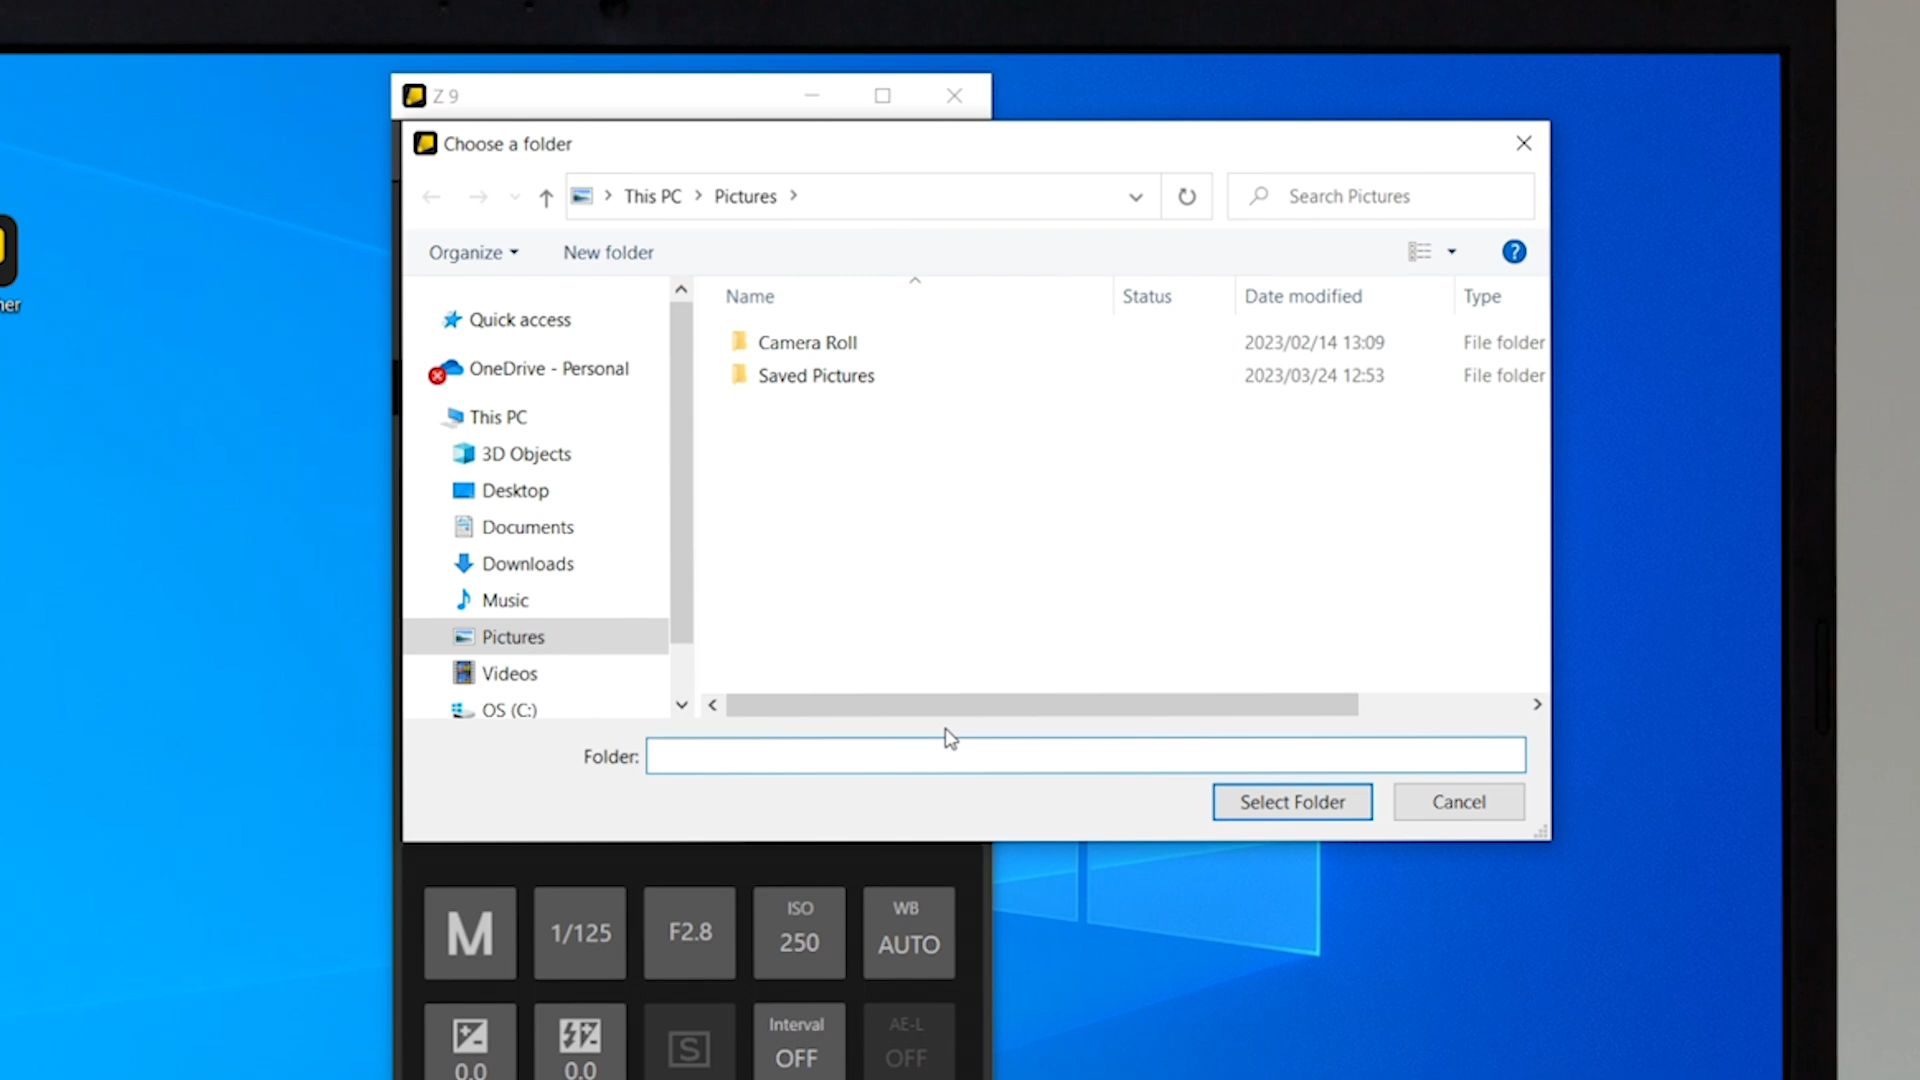 Z 9
Choose a folder
This PC
Pictures
Search Pictures
Organize
New folder
?
Name
Status
Date modified
Type
Quick access
Camera Roll
2023/02/14 13:09
File folder
OneDrive - Personal
Saved Pictures
2023/03/24 12:53
File folder
This PC
3D Objects
Desktop
Documents
Downloads
Music
Pictures
Videos
OS (C:)
Folder:
Select Folder
Cancel
M
1/125
F2.8
ISO
250
WB
AUTO
0.0
0.0
S
Interval
OFF
AE-L
OFF